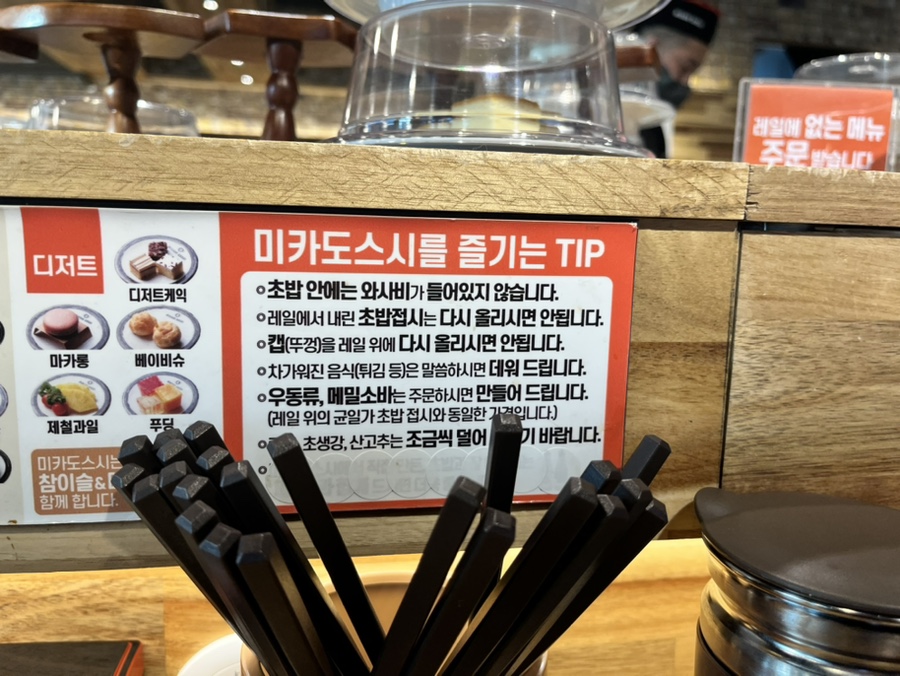 레일에 없는 메뉴
주문 받습니다.
디저트
디저트케익
마카롱
베이비슈
제철과일
푸딩
미카도스시는
참이슬&
함께 합니다.
미카도스시를 즐기는 TIP
초밥 안에는 와사비가 들어있지 않습니다.
레일에서 내린 초밥접시는 다시 올리시면 안됩니다.
캡(뚜껑)을 레일 위에 다시 올리시면 안됩니다.
차가워진 음식(튀김 등)은 말씀하시면 데워 드립니다.
우동류, 메밀소바는 주문하시면 만들어 드립니다.
(레일 위의 균일가 초밥 접시와 동일한 가격입니다.)
초생강, 산고추는 조금씩 덜어 바랍니다.